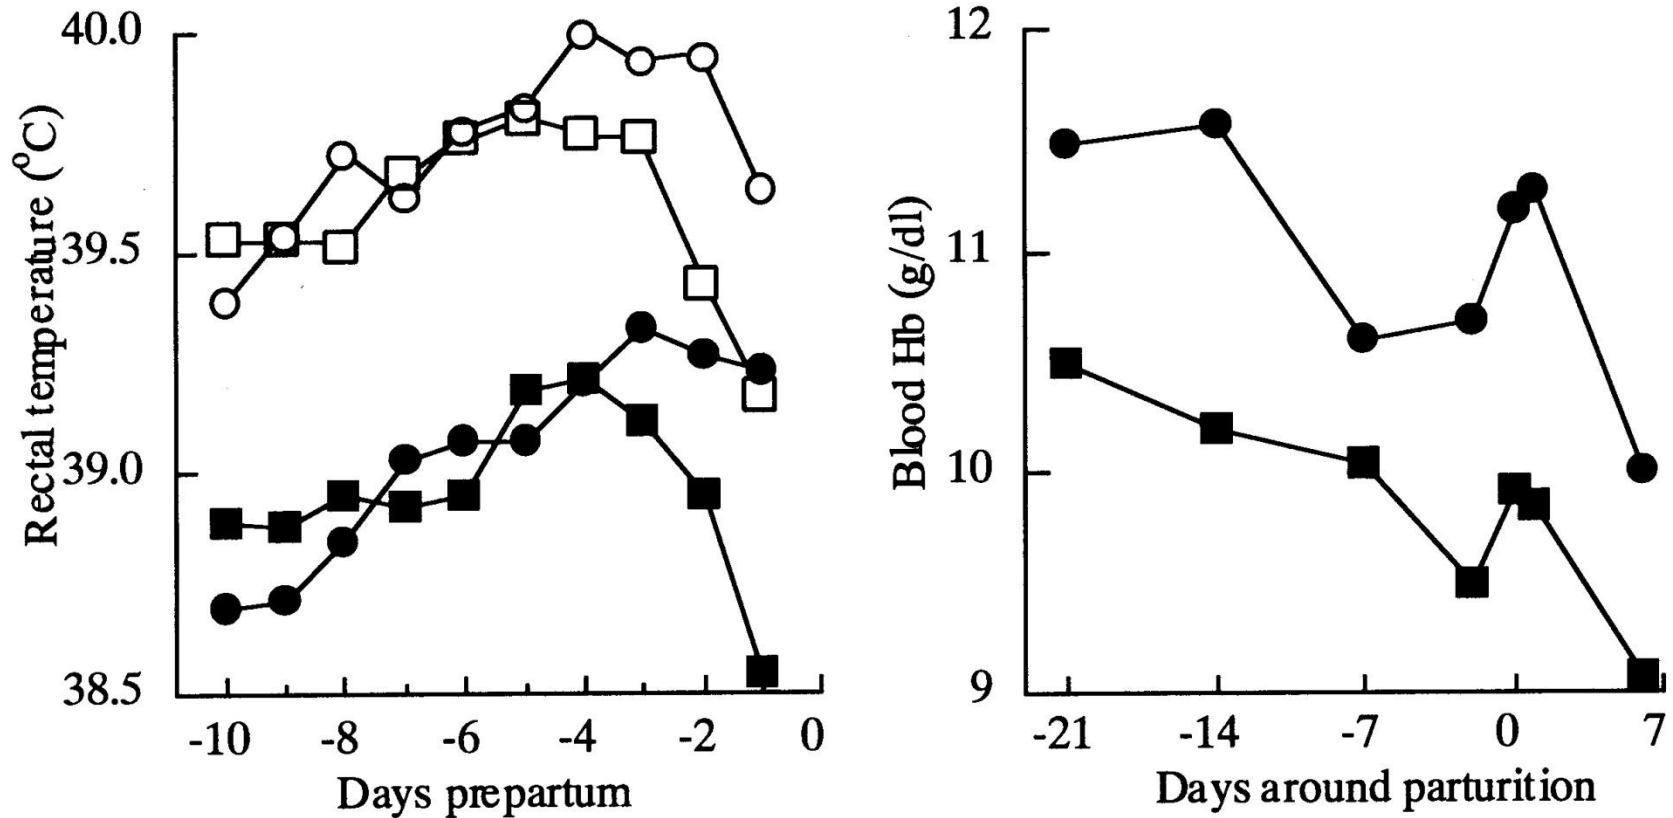 40.0
39.5
39.0
38.5
Rectal temperature (°C)
-10 -8 -6 -4 -2 0
Days prepartum
12
11
10
9
Blood Hb (g/dl)
-21 -14 -7 0 7
Days around parturition